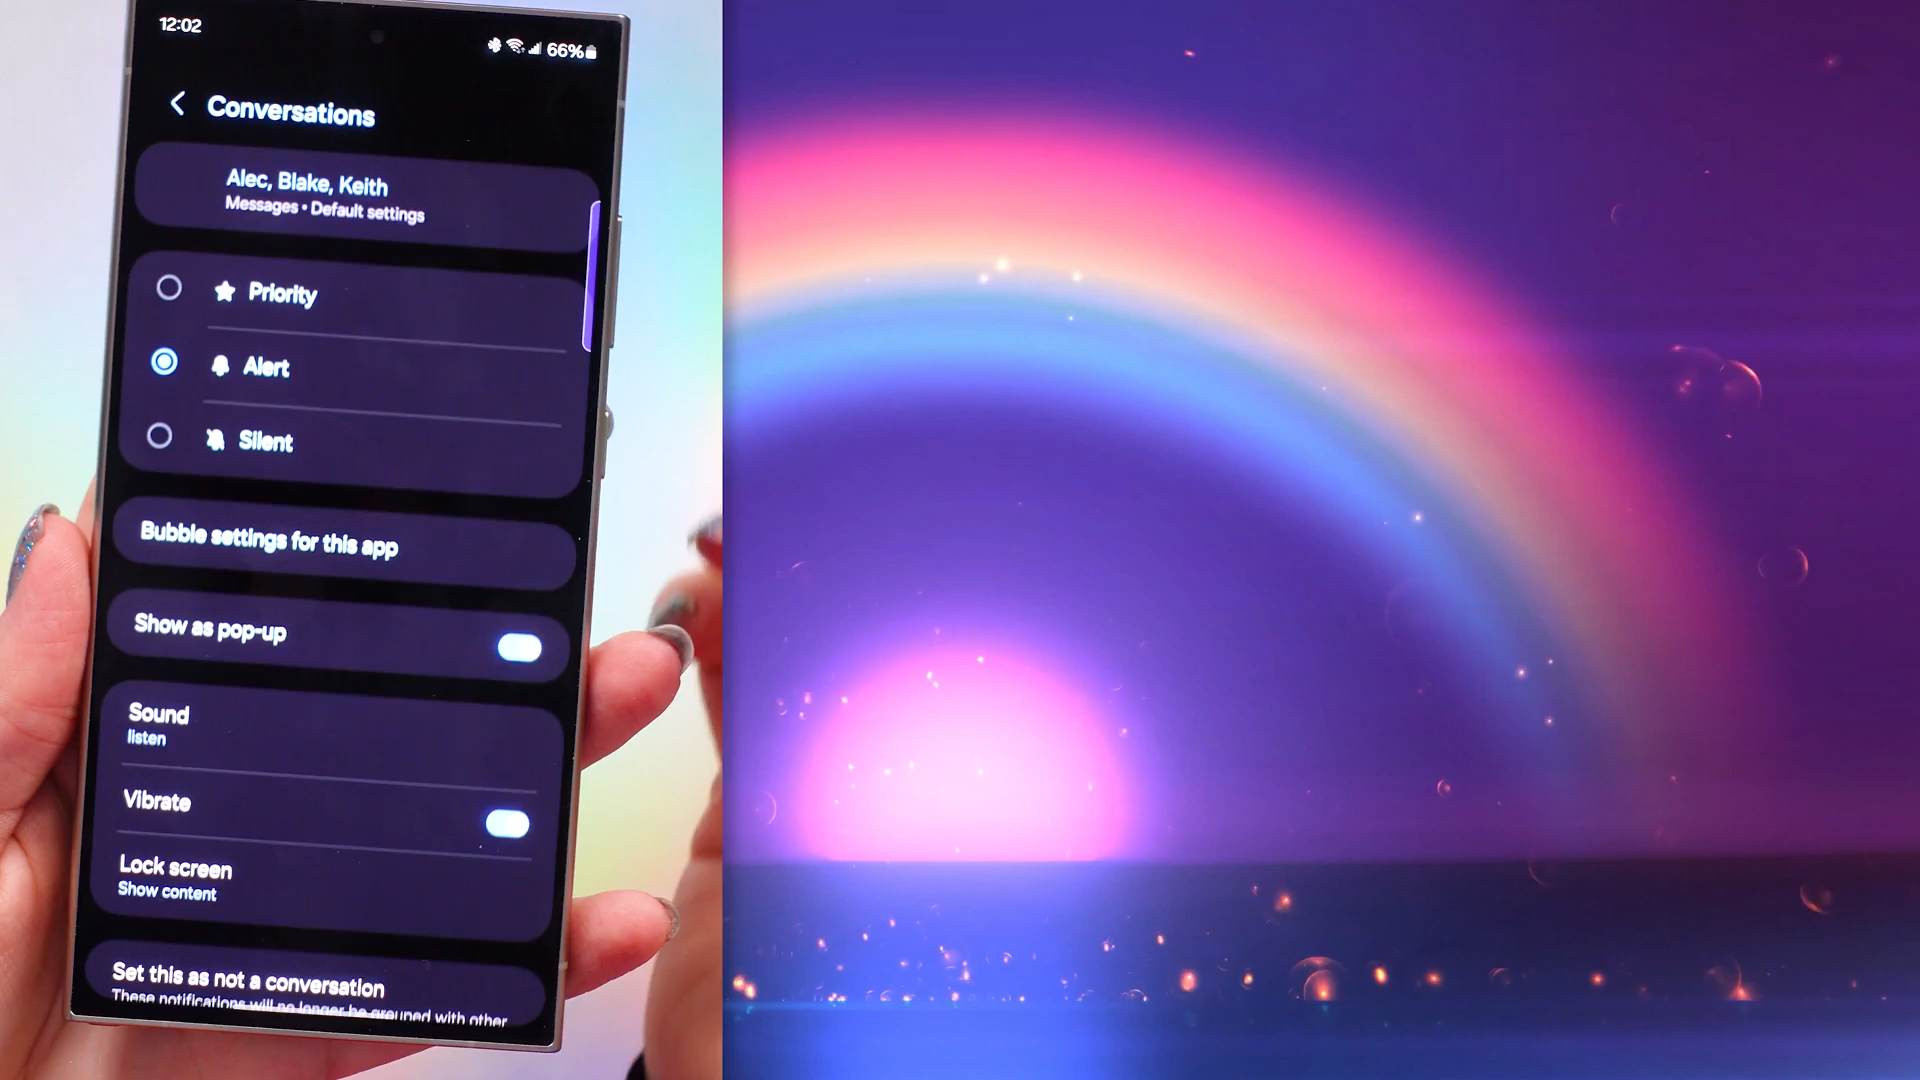 12:02
66%
Conversations
Alec, Blake, Keith
Messages • Default settings
Priority
Alert
Silent
Bubble settings for this app
Show as pop-up
Sound
listen
Vibrate
Lock screen
Show content
Set this as not a conversation
These notifications will no longer be grouped with other